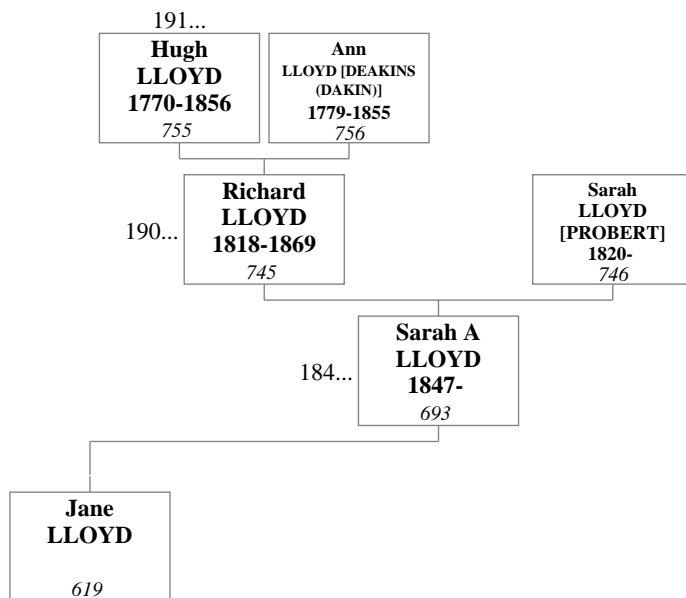 191...
Hugh
LLOYD
1770-1856
755
Ann
LLOYD [DEAKINS
(DAKIN)]
1779-1855
756
190...
Richard
LLOYD
1818-1869
745
Sarah
LLOYD
[PROBERT]
1820-
746
184...
Sarah A
LLOYD
1847-
693
Jane
LLOYD
619